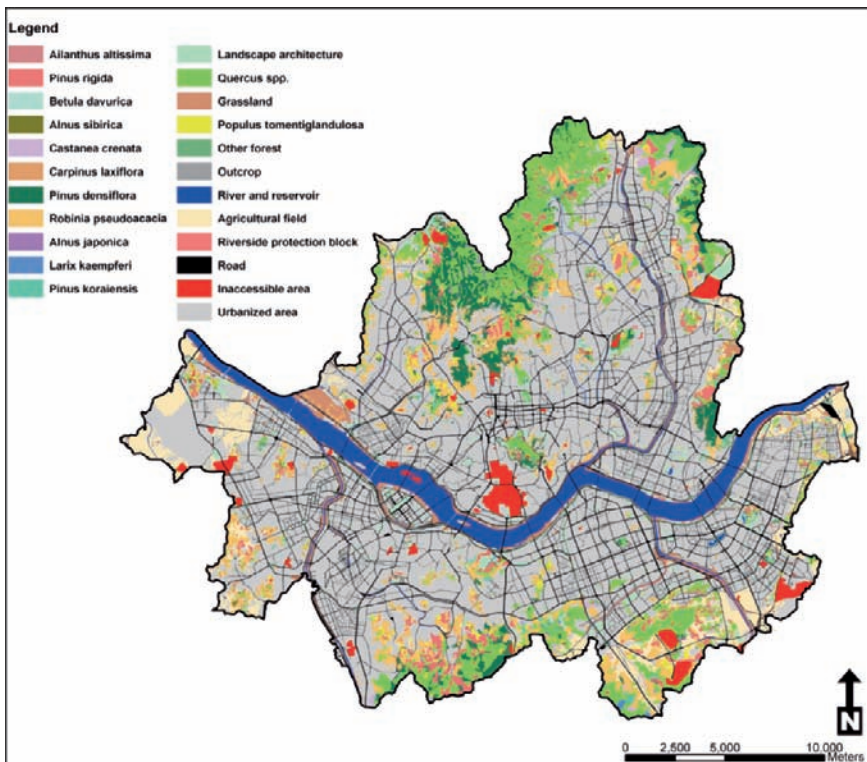 Legend
Ailanthus altissima
Pinus rigida
Betula davurica
Alnus sibirica
Castanea crenata
Carpinus laxiflora
Pinus densiflora
Robinia pseudoacacia
Alnus japonica
Larix kaempferi
Pinus koraiensis
Landscape architecture
Quercus spp.
Grassland
Populus tomentiglandulosa
Other forest
Outcrop
River and reservoir
Agricultural field
Riverside protection block
Road
Inaccessible area
Urbanized area
N
0 2,500 5,000 10,000
Meters